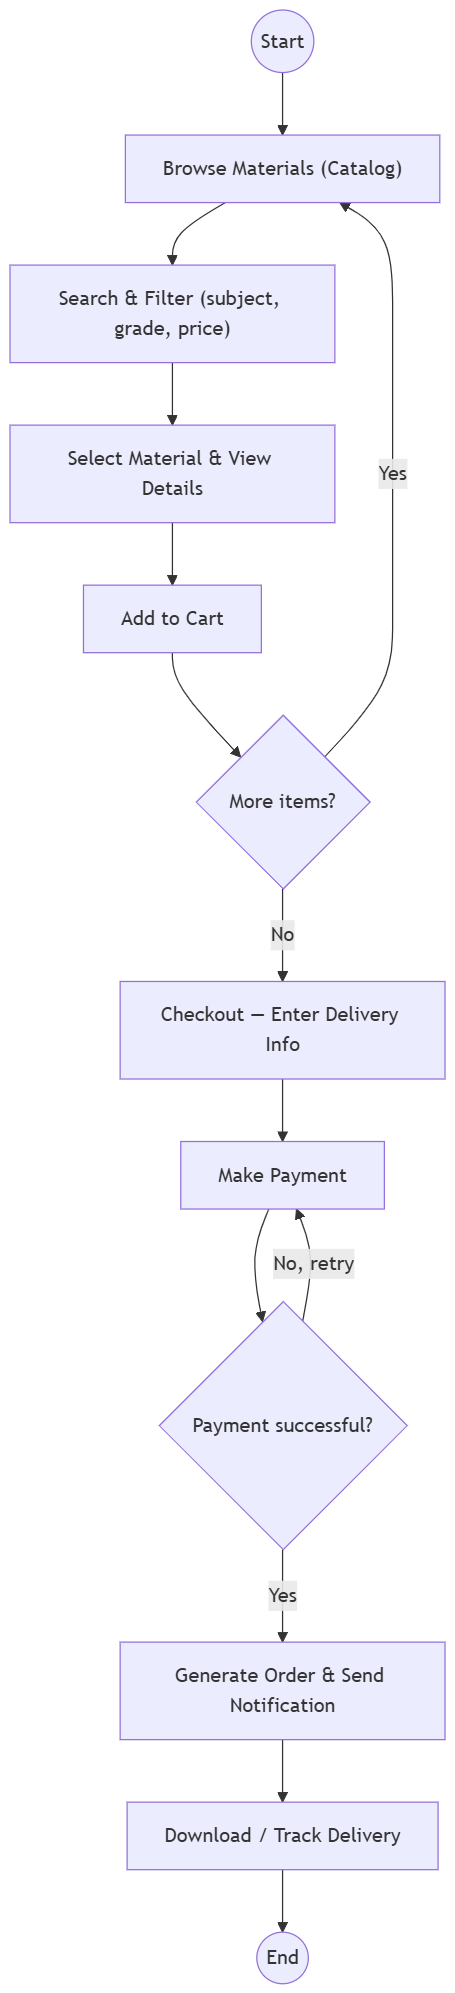 Start
Browse Materials (Catalog)
Search & Filter (subject,
grade, price)
Select Material & View
Details
Yes
Add to Cart
More items?
No
Checkout — Enter Delivery
Info
Make Payment
No, retry
Payment successful?
Yes
Generate Order & Send
Notification
Download / Track Delivery
End